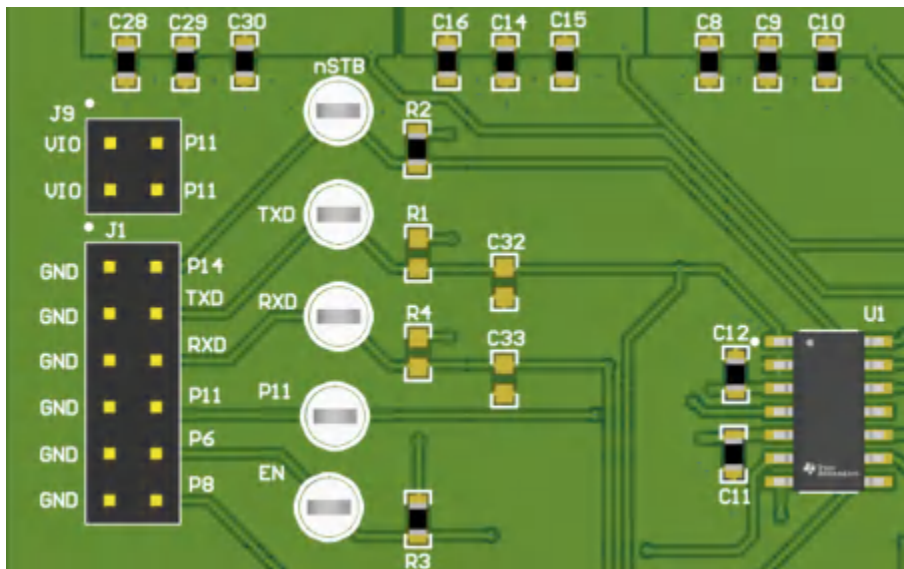 C28 C29 C30 C16 C14 C15 C8 C9 C10
nSTB
J9 R2
VIO P11
VIO P11
J1 TXD R1
C32
GND P14
GND TXD RXD R4
C33 C12 U1
GND RXD
GND P11 P11
GND P6
EN C11
GND P8
R3